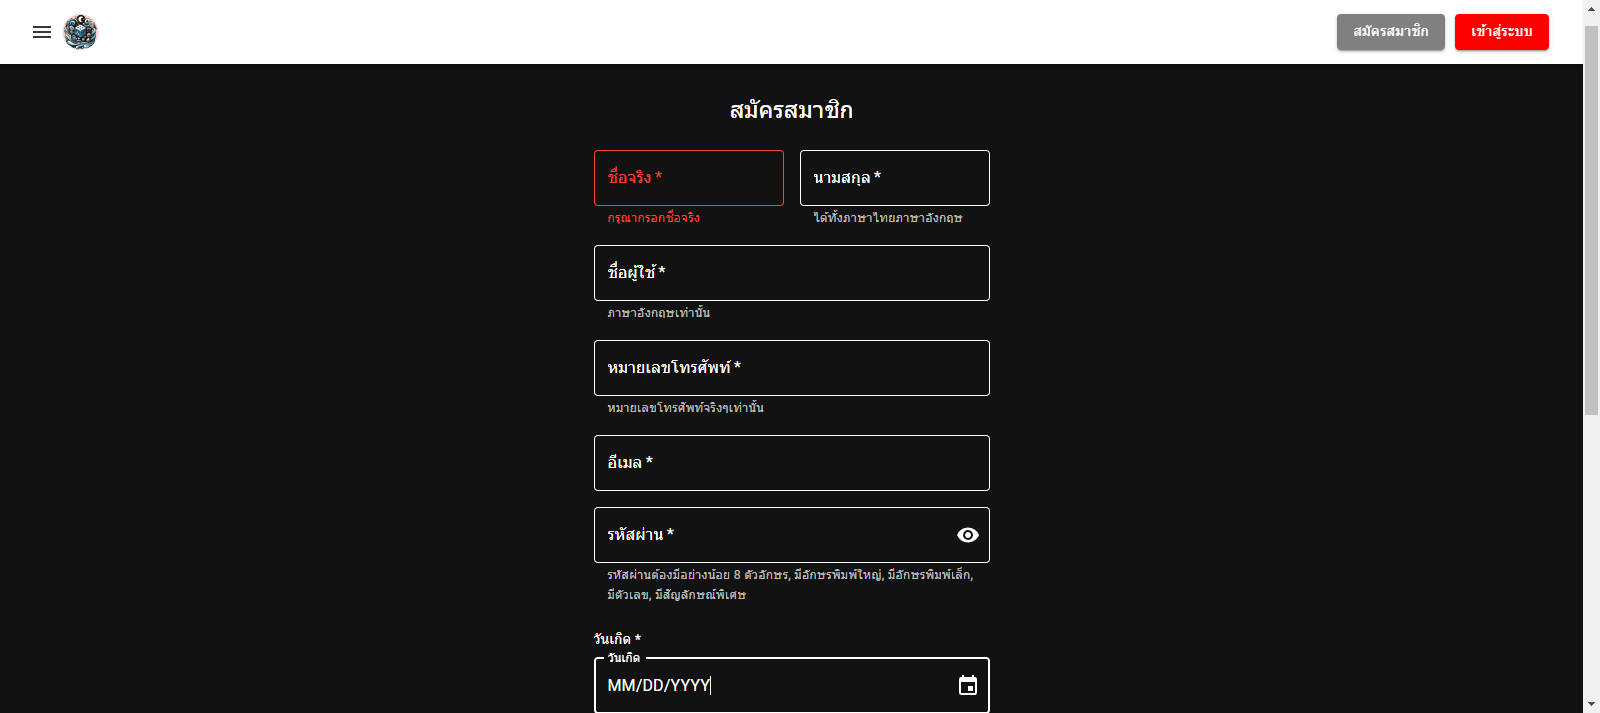 สมัครสมาชิก
เข้าสู่ระบบ
สมัครสมาชิก
ชื่อจริง *
นามสกุล *
กรุณากรอกชื่อจริง
ได้ทั้งภาษาไทยภาษาอังกฤษ
ชื่อผู้ใช้ *
ภาษาอังกฤษเท่านั้น
หมายเลขโทรศัพท์ *
หมายเลขโทรศัพท์จริงๆเท่านั้น
อีเมล *
รหัสผ่าน *
รหัสผ่านต้องมีอย่างน้อย 8 ตัวอักษร, มีอักษรพิมพ์ใหญ่, มีอักษรพิมพ์เล็ก,
มีตัวเลข, มีสัญลักษณ์พิเศษ
วันเกิด *
วันเกิด
MM/DD/YYYY